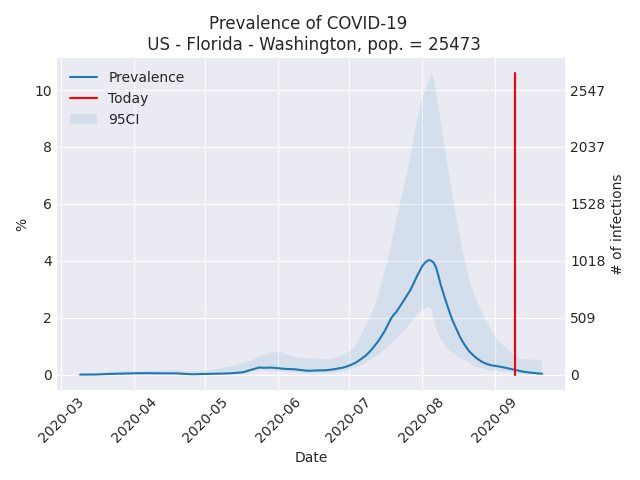 Prevalence of COVID-19
US - Florida - Washington, pop. = 25473
Prevalence
Today
95CI
%
10
8
6
4
2
0
2547
2037
1528
1018
509
0
# of infections
2020-03
2020-04
2020-05
2020-06
2020-07
2020-08
2020-09
Date